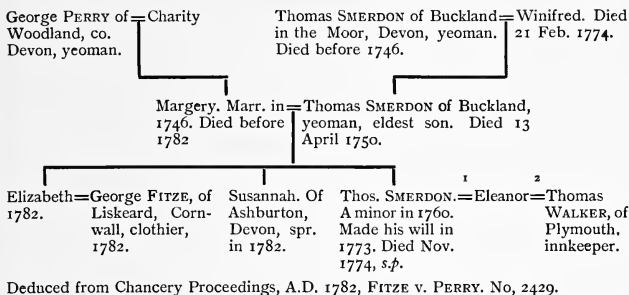 George PERRY of = Charity
Woodland, co.
Devon, yeoman.
Thomas SMERDON of Buckland = Winifred. Died
in the Moor, Devon, yeoman. 21 Feb. 1774.
Died before 1746.
Margery. Marr. in = Thomas SMERDON of Buckland,
1746. Died before yeoman, eldest son. Died 13
1782 April 1750.
1 2
Elizabeth = George FITZE, of
1782. Liskeard, Corn-
wall, clothier,
1782.
Susannah. Of
Ashburton,
Devon, spr.
in 1782.
Thos. SMERDON. = Eleanor = Thomas
A minor in 1760. WALKER, of
Made his will in Plymouth,
1773. Died Nov. innkeeper.
1774, s.p.
Deduced from Chancery Proceedings, A.D. 1782, FITZE v. PERRY. No, 2429.